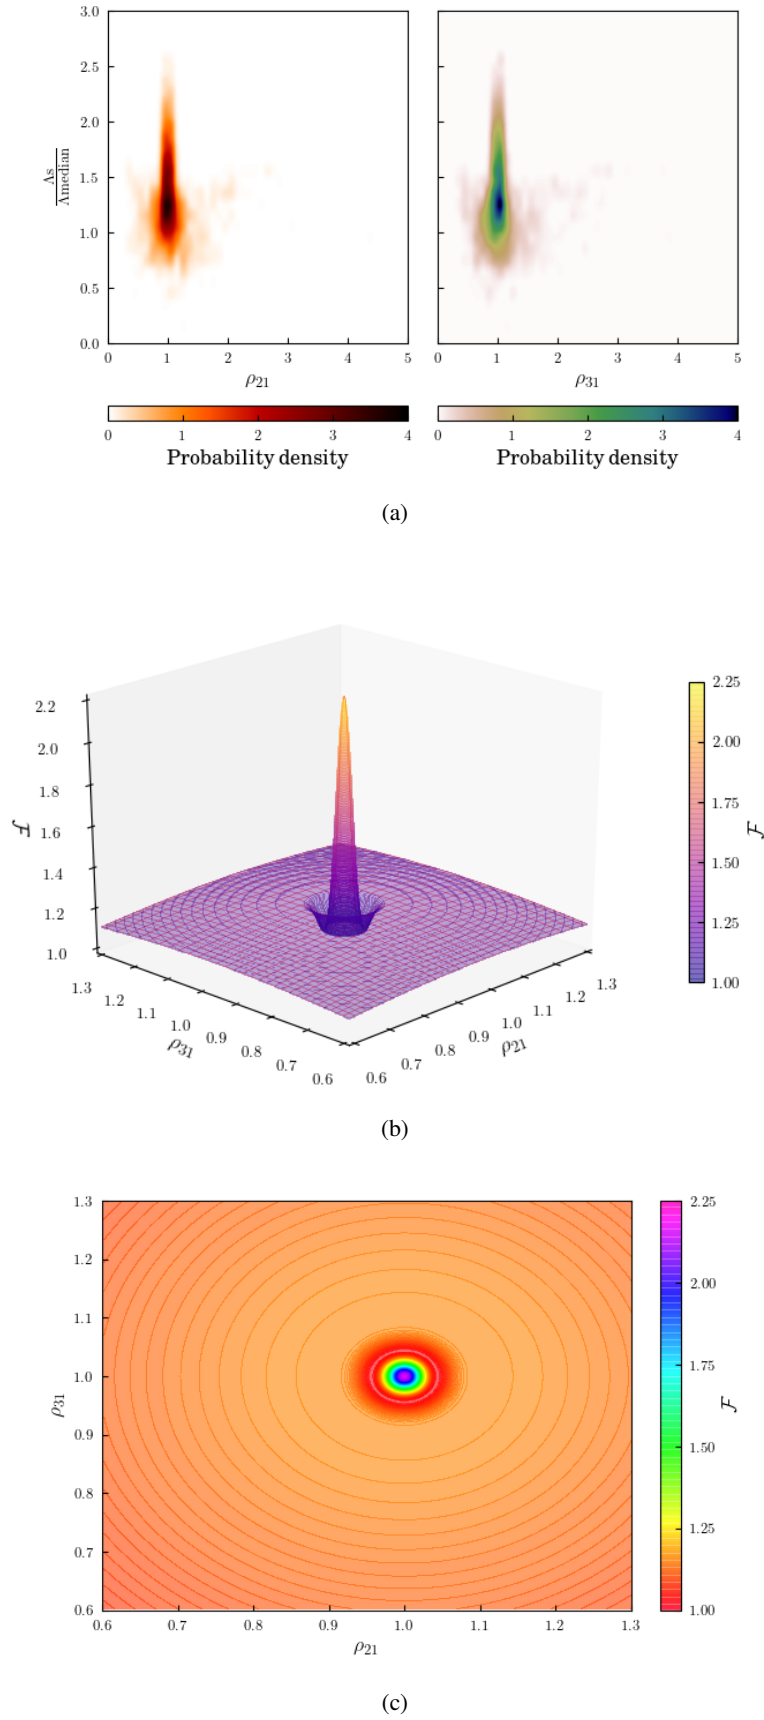 3.0
2.5
2.0
1.5
1.0
0.5
0.0
Λs
Λmedian
0 1 2 3 4 5
ρ21
0 1 2 3 4 5
ρ31
0 1 2 3 4
Probability density
0 1 2 3 4
Probability density
(a)
2.2
2.0
1.8
1.6
1.4
1.2
1.0
ℱ
1.3
1.2
1.1
1.0
0.9
0.8
0.7
0.6
ρ31
0.6
0.7
0.8
0.9
1.0
1.1
1.2
1.3
ρ21
2.25
2.00
1.75
1.50
1.25
1.00
ℱ
(b)
1.3
1.2
1.1
1.0
0.9
0.8
0.7
0.6
ρ31
0.6 0.7 0.8 0.9 1.0 1.1 1.2 1.3
ρ21
2.25
2.00
1.75
1.50
1.25
1.00
ℱ
(c)